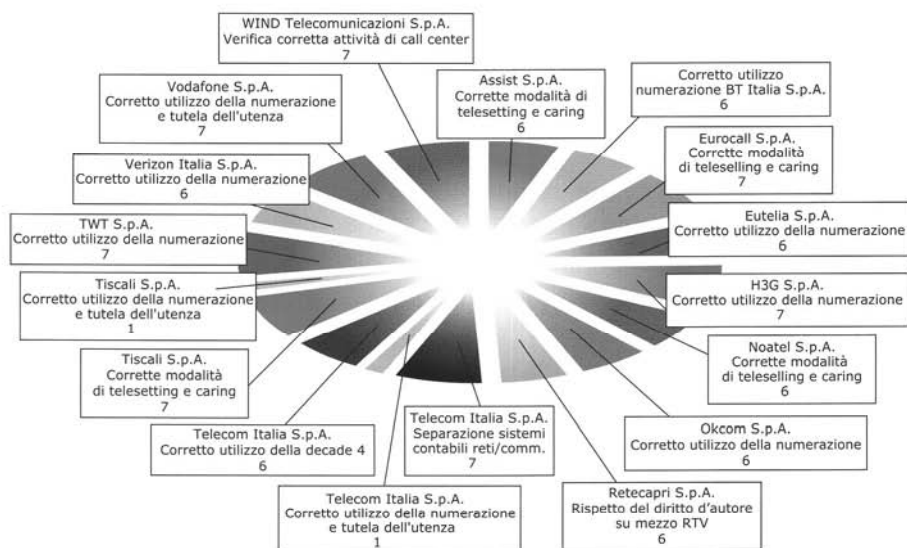 WIND Telecomunicazioni S.p.A.
Verifica corretta attività di call center
7
Assist S.p.A.
Corrette modalità di
telesetting e caring
6
Corretto utilizzo
numerazione BT Italia S.p.A.
6
Eurocall S.p.A.
Corrette modalità
di teleselling e caring
7
Eutelia S.p.A.
Corretto utilizzo della numerazione
6
H3G S.p.A.
Corretto utilizzo della numerazione
7
Noatel S.p.A.
Corrette modalità
di teleselling e caring
6
Okcom S.p.A.
Corretto utilizzo della numerazione
6
Retecapri S.p.A.
Rispetto del diritto d'autore
su mezzo RTV
6
Telecom Italia S.p.A.
Separazione sistemi
contabili reti/comm.
7
Telecom Italia S.p.A.
Corretto utilizzo della numerazione
e tutela dell'utenza
1
Telecom Italia S.p.A.
Corretto utilizzo della decade 4
6
Tiscali S.p.A.
Corrette modalità
di telesetting e caring
7
Tiscali S.p.A.
Corretto utilizzo della numerazione
e tutela dell'utenza
1
TWT S.p.A.
Corretto utilizzo della numerazione
7
Verizon Italia S.p.A.
Corretto utilizzo della numerazione
6
Vodafone S.p.A.
Corretto utilizzo della numerazione
e tutela dell'utenza
7